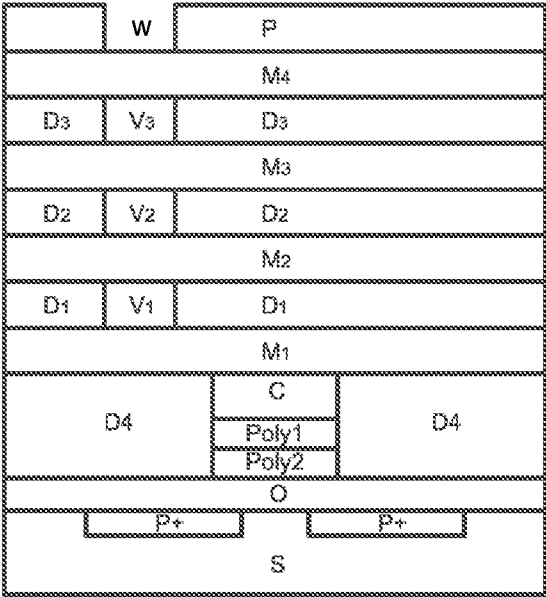 W P
M4
D3 V3 D3
M3
D2 V2 D2
M2
D1 V1 D1
M1
C
D4 Poly1 D4
Poly2
O
P+ P+
S